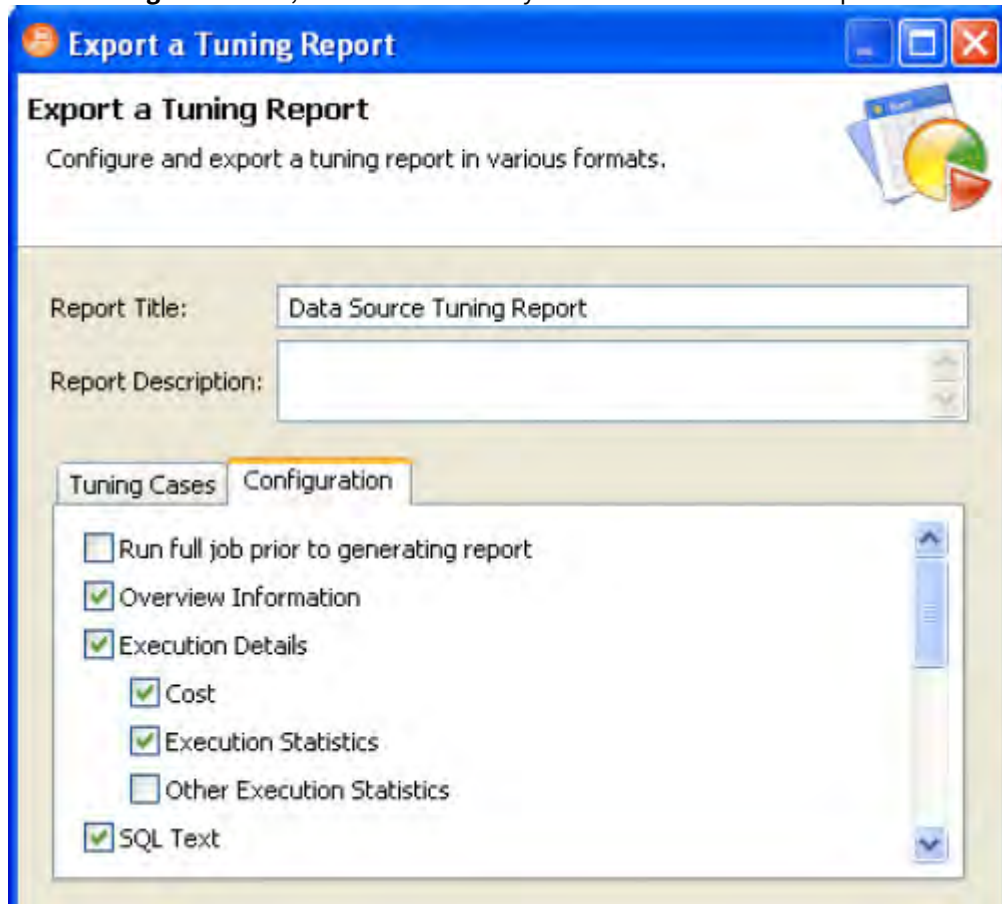 Export a Tuning Report
Export a Tuning Report
Configure and export a tuning report in various formats.
Report Title: Data Source Tuning Report
Report Description:
Tuning Cases Configuration
Run full job prior to generating report
Overview Information
Execution Details
Cost
Execution Statistics
Other Execution Statistics
SQL Text